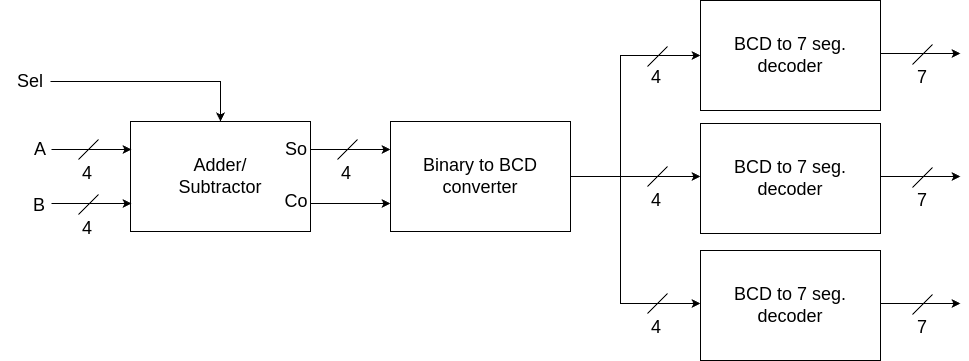 Sel
A
4
B
4
Adder/
Subtractor
So
Co
4
Binary to BCD
converter
4
BCD to 7 seg.
decoder
7
4
BCD to 7 seg.
decoder
7
4
BCD to 7 seg.
decoder
7